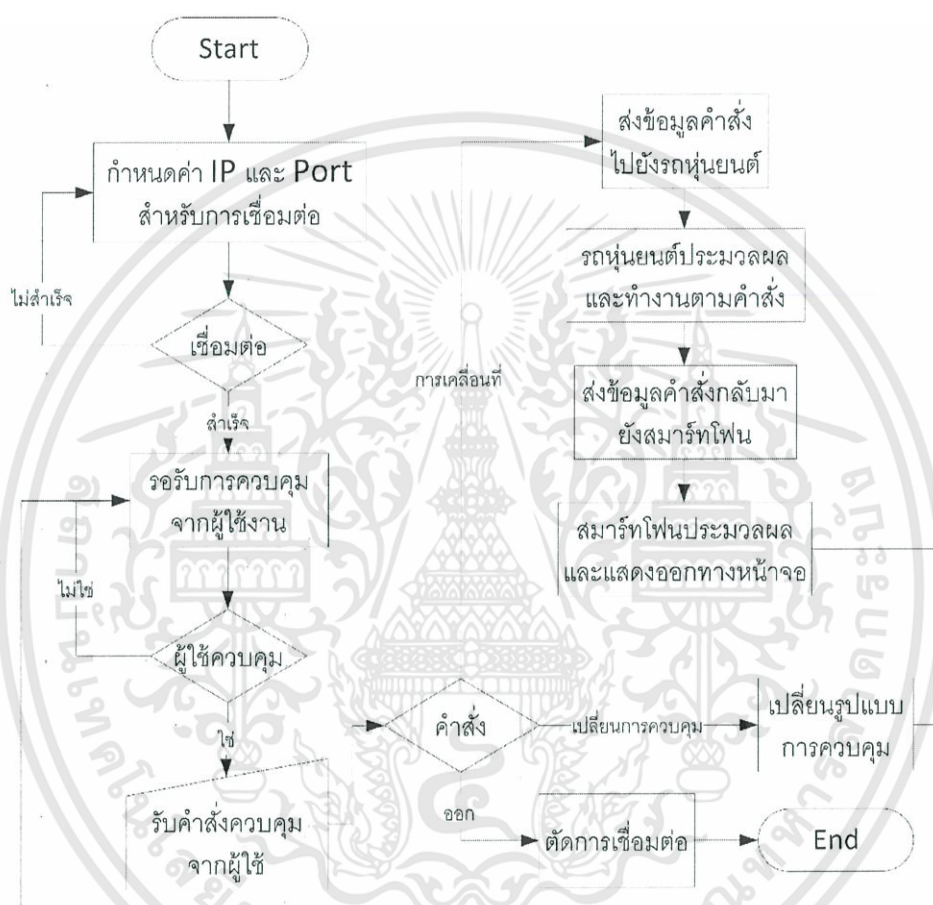 Start
กำหนดค่า IP และ Port
สำหรับการเชื่อมต่อ
ไม่สำเร็จ
เชื่อมต่อ
สำเร็จ
รอรับการควบคุม
จากผู้ใช้งาน
ไม่ใช่
ผู้ใช้ควบคุม
ใช่
รับคำสั่งควบคุม
จากผู้ใช้
คำสั่ง
การเคลื่อนที่
ส่งข้อมูลคำสั่ง
ไปยังรถหุ่นยนต์
รถหุ่นยนต์ประมวลผล
และทำงานตามคำสั่ง
ส่งข้อมูลคำสั่งกลับมา
ยังสมาร์ทโฟน
สมาร์ทโฟนประมวลผล
และแสดงออกทางหน้าจอ
เปลี่ยนการควบคุม
เปลี่ยนรูปแบบ
การควบคุม
ออก
ตัดการเชื่อมต่อ
End